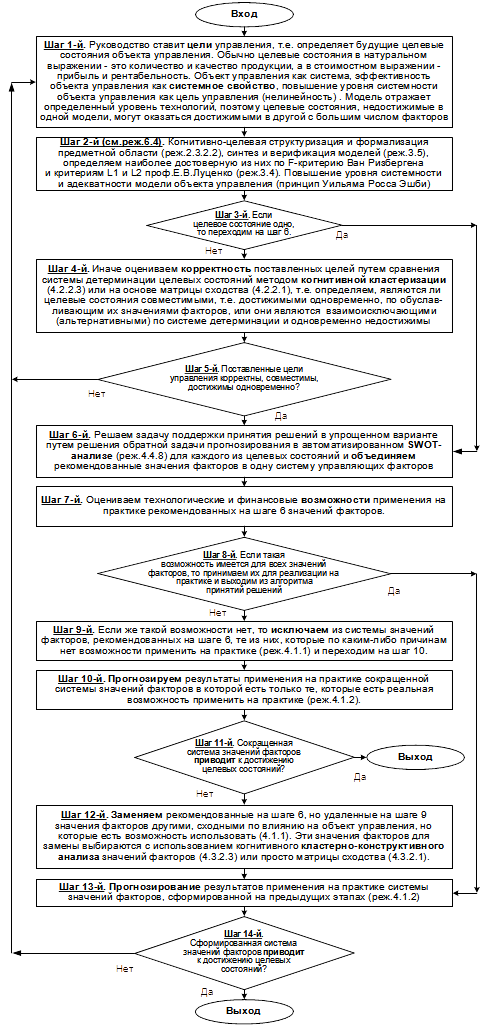 Вход
Шаг 1-й. Руководство ставит цели управления, т.е. определяет будущие целевые
состояния объекта управления. Обычно целевые состояния в натуральном
выражении - это количество и качество продукции, а в стоимостном выражении -
прибыль и рентабельность. Объект управления как система, эффективность
объекта управления как системное свойство, повышение уровня системности
объекта управления как цель управления (нелинейность) . Модель отражает
определенный уровень технологий, поэтому целевые состояния, недостижимые в
одной модели, могут оказаться достижимыми в другой с большим числом факторов
Шаг 2-й (см.реж.6.4). Когнитивно-целевая структуризация и формализация
предметной области (реж.2.3.2.2), синтез и верификация моделей (реж.3.5),
определяем наиболее достоверную из них по F-критерию Ван Ризбергена
и критериям L1 и L2 проф.Е.В.Луценко (реж.3.4). Повышение уровня системности
и адекватности модели объекта управления (принцип Уильяма Росса Эшби)
Шаг 3-й. Если
целевое состояние одно,
то переходим на шаг 6.
Нет
Да
Шаг 4-й. Иначе оцениваем корректность поставленных целей путем сравнения
системы детерминации целевых состояний методом когнитивной кластеризации
(4.2.2.3) или на основе матрицы сходства (4.2.2.1), т.е. определяем, являются ли
целевые состояния совместимыми, т.е. достижимыми одновременно, по обуслав-
ливающим их значениями факторов, или они являются взаимоисключающими
(альтернативными) по системе детерминации и одновременно недостижимы
Шаг 5-й. Поставленные цели
управления корректны, совместимы,
достижимы одновременно?
Нет
Да
Шаг 6-й. Решаем задачу поддержки принятия решений в упрощенном варианте
путем решения обратной задачи прогнозирования в автоматизированном SWOT-
анализе (реж.4.4.8) для каждого из целевых состояний и объединяем
рекомендованные значения факторов в одну систему управляющих факторов
Шаг 7-й. Оцениваем технологические и финансовые возможности применения на
практике рекомендованных на шаге 6 значений факторов.
Шаг 8-й. Если такая
возможность имеется для всех значений
факторов, то принимаем их для реализации на
практике и выходим из алгоритма
принятий решений
Да
Нет
Шаг 9-й. Если же такой возможности нет, то исключаем из системы значений
факторов, рекомендованных на шаге 6, те из них, которые по каким-либо причинам
нет возможности применить на практике (реж.4.1.1) и переходим на шаг 10.
Шаг 10-й. Прогнозируем результаты применения на практике сокращенной
системы значений факторов в которой есть только те, которые есть реальная
возможность применить на практике (реж.4.1.2).
Шаг 11-й. Сокращенная
система значений факторов
приводит к достижению
целевых состояний?
Выход
Да
Нет
Шаг 12-й. Заменяем рекомендованные на шаге 6, но удаленные на шаге 9
значения факторов другими, сходными по влиянию на объект управления, но
которые есть возможность использовать (4.1.1). Эти значения факторов для
замены выбираются с использованием когнитивного кластерно-конструктивного
анализа значений факторов (4.3.2.3) или просто матрицы сходства (4.3.2.1).
Шаг 13-й. Прогнозирование результатов применения на практике системы
значений факторов, сформированной на предыдущих этапах (реж.4.1.2)
Шаг 14-й.
Сформированная система
значений факторов приводит
к достижению целевых
состояний?
Нет
Да
Выход